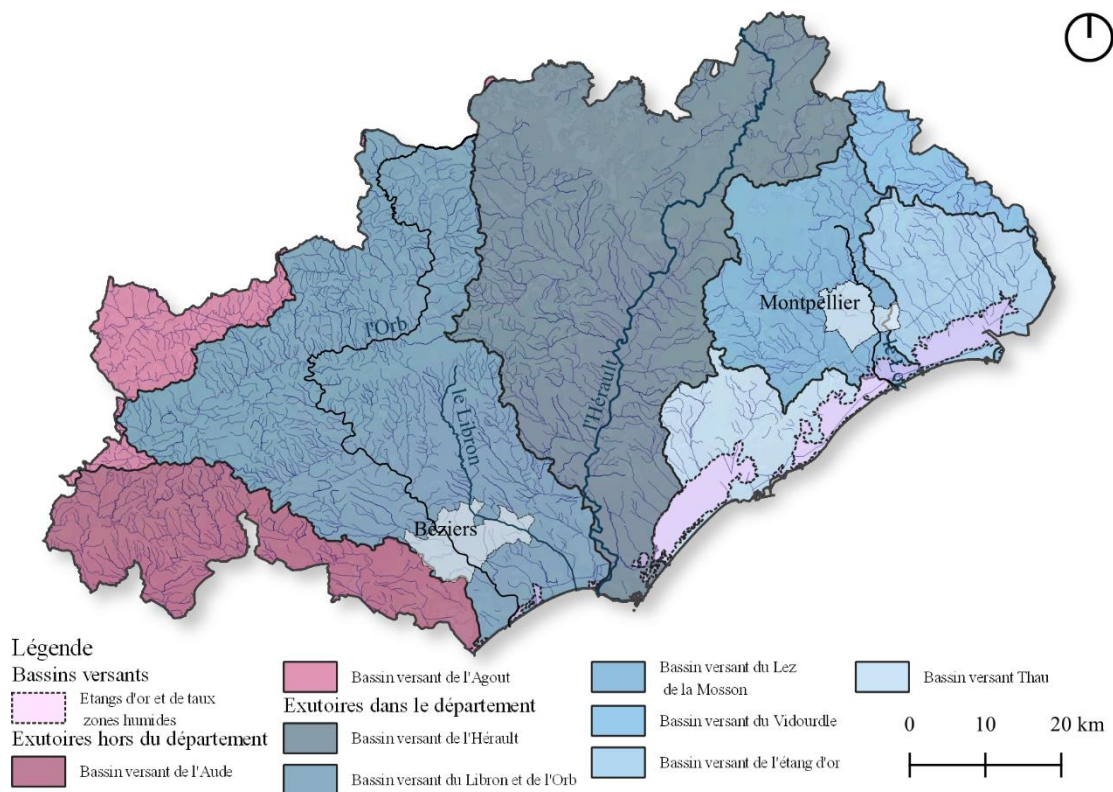 Montpellier
l'Orb
l'Hérault
le Libron
Béziers
Légende
Bassins versants
Etangs d'or et de taux
zones humides
Exutoires hors du département
Bassin versant de l'Aude
Bassin versant de l'Agout
Exutoires dans le département
Bassin versant de l'Hérault
Bassin versant du Libron et de l'Orb
Bassin versant du Lez
de la Mosson
Bassin versant du Vidourdle
Bassin versant de l'étang d'or
Bassin versant Thau
0 10 20 km